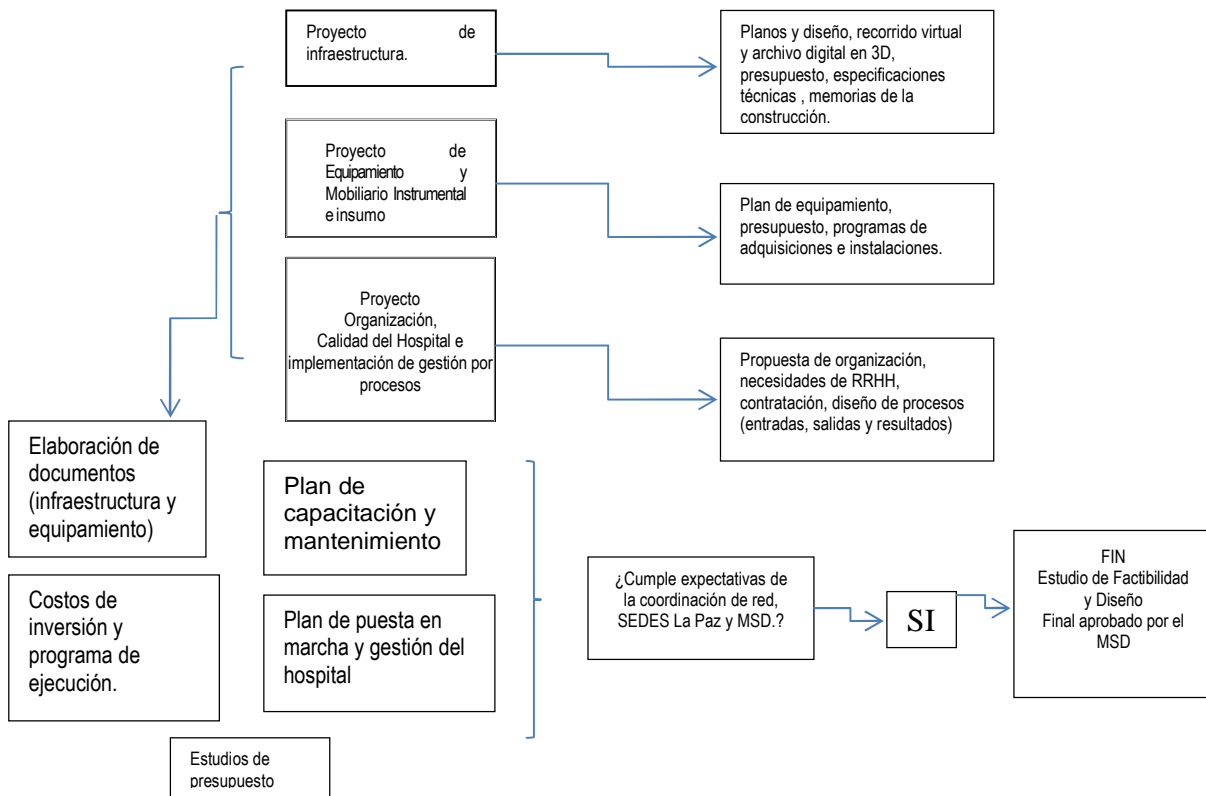 Proyecto de
infraestructura.
Planos y diseño, recorrido virtual
y archivo digital en 3D,
presupuesto, especificaciones
técnicas , memorias de la
construcción.
Proyecto de
Equipamiento y
Mobiliario Instrumental
e insumo
Plan de equipamiento,
presupuesto, programas de
adquisiciones e instalaciones.
Proyecto
Organización,
Calidad del Hospital e
implementación de gestión por
procesos
Propuesta de organización,
necesidades de RRHH,
contratación, diseño de procesos
(entradas, salidas y resultados)
Elaboración de
documentos
(infraestructura y
equipamiento)
Plan de
capacitación y
mantenimiento
Costos de
inversión y
programa de
ejecución.
Plan de puesta en
marcha y gestión del
hospital
Estudios de
presupuesto
¿Cumple expectativas de
la coordinación de red,
SEDES La Paz y MSD.?
SI
FIN
Estudio de Factibilidad
y Diseño
Final aprobado por el
MSD